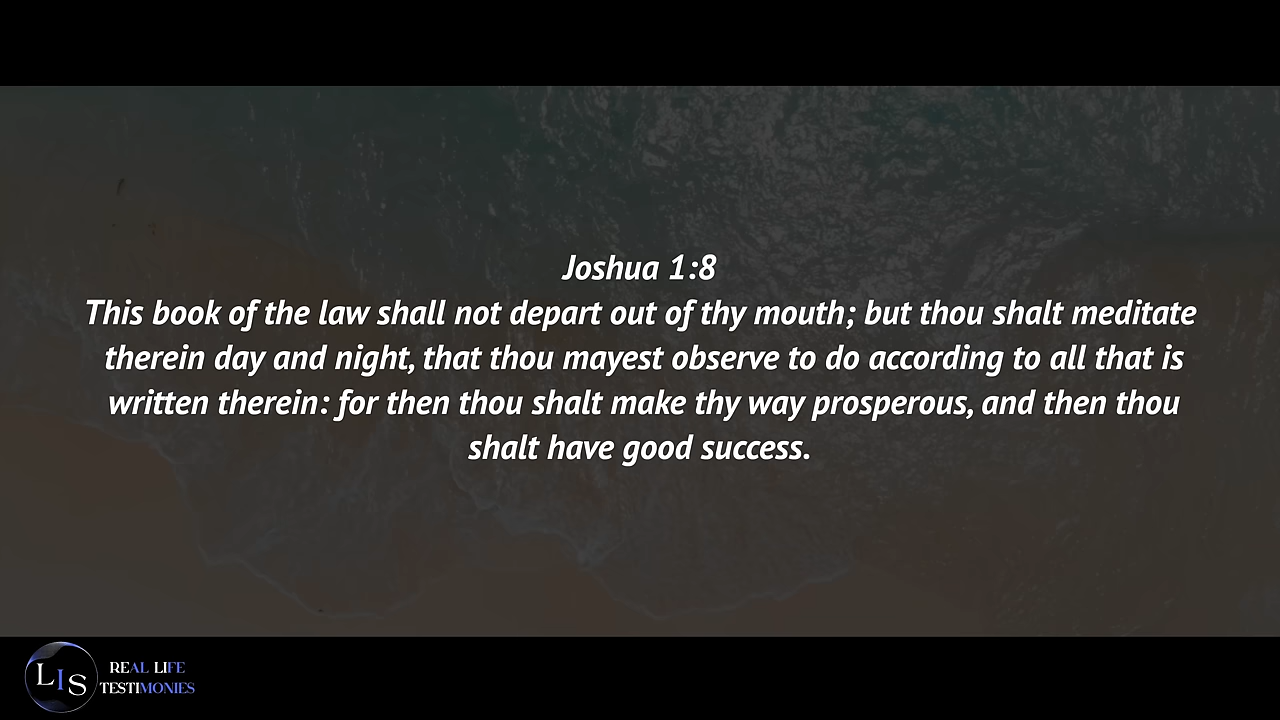 Joshua 1:8
This book of the law shall not depart out of thy mouth; but thou shalt meditate
therein day and night, that thou mayest observe to do according to all that is
written therein: for then thou shalt make thy way prosperous, and then thou
shalt have good success.
LIS
REAL LIFE
TESTIMONIES